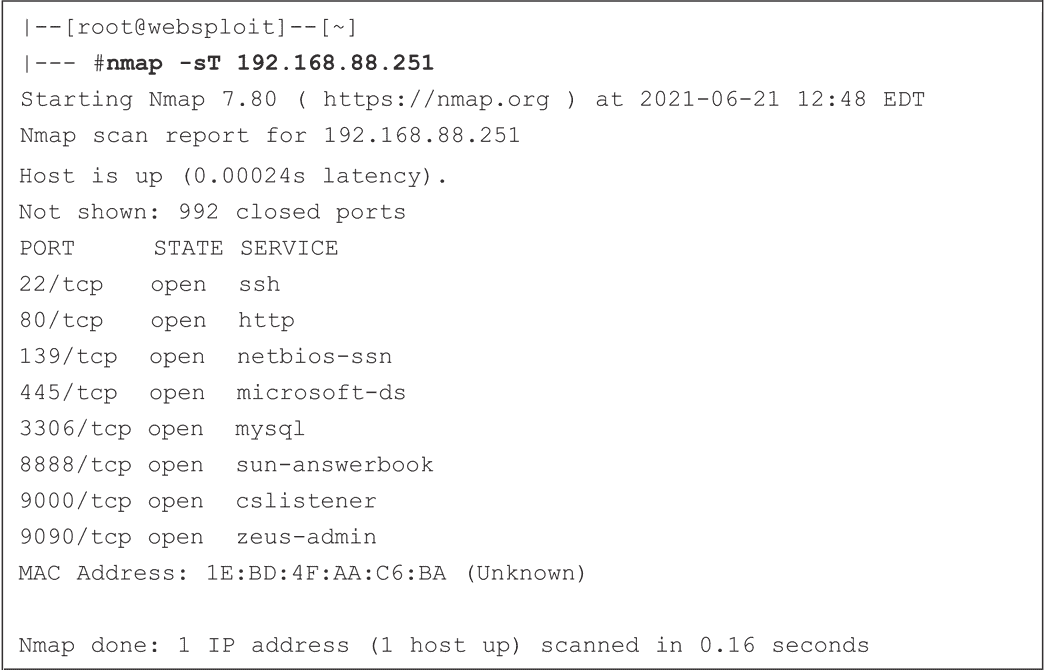 |--[root@websploit]--[~]
|--- #nmap -sT 192.168.88.251
Starting Nmap 7.80 ( https://nmap.org ) at 2021-06-21 12:48 EDT
Nmap scan report for 192.168.88.251
Host is up (0.00024s latency).
Not shown: 992 closed ports
PORT     STATE SERVICE
22/tcp   open  ssh
80/tcp   open  http
139/tcp  open  netbios-ssn
445/tcp  open  microsoft-ds
3306/tcp open  mysql
8888/tcp open  sun-answerbook
9000/tcp open  cslistener
9090/tcp open  zeus-admin
MAC Address: 1E:BD:4F:AA:C6:BA (Unknown)
Nmap done: 1 IP address (1 host up) scanned in 0.16 seconds